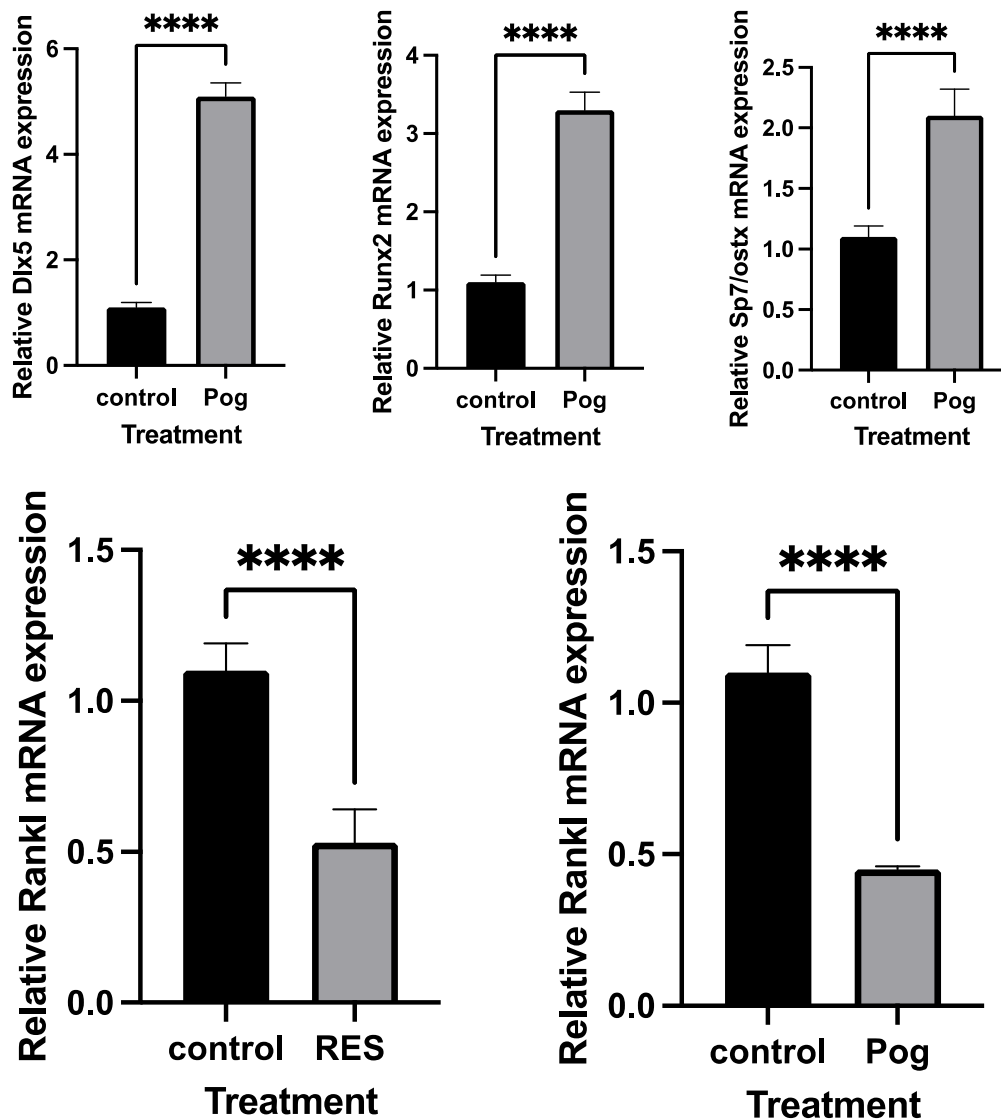 Relative Dlx5 mRNA expression
6
4
2
0
****
control Pog
Treatment
Relative Runx2 mRNA expression
4
3
2
1
0
****
control Pog
Treatment
Relative Sp7/ostx mRNA expression
2.5
2.0
1.5
1.0
0.5
0.0
****
control Pog
Treatment
Relative Rankl mRNA expression
1.5
1.0
0.5
0.0
****
control RES
Treatment
Relative Rankl mRNA expression
1.5
1.0
0.5
0.0
****
control Pog
Treatment